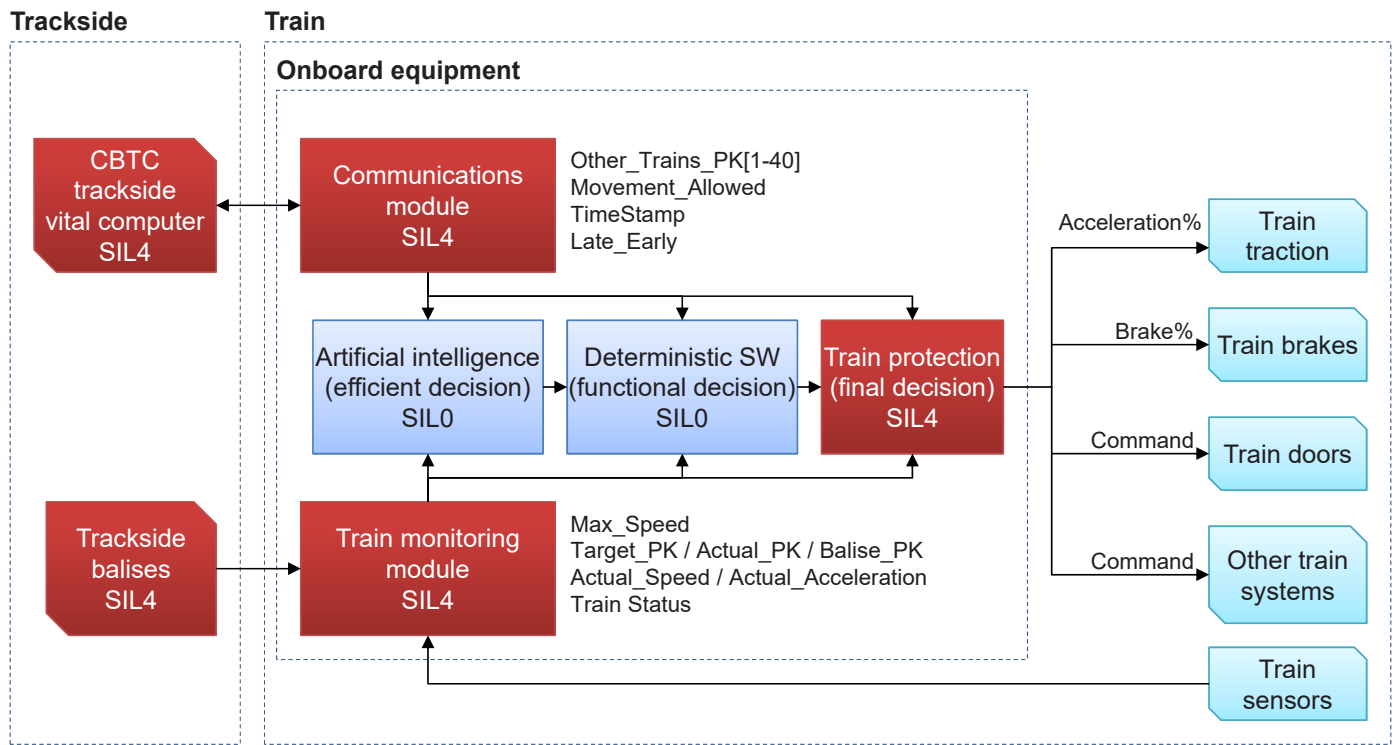 Trackside
Train
Onboard equipment
CBTC
trackside
vital computer
SIL4
Communications
module
SIL4
Other_Trains_PK[1-40]
Movement_Allowed
TimeStamp
Late_Early
Artificial intelligence
(efficient decision)
SIL0
Deterministic SW
(functional decision)
SIL0
Train protection
(final decision)
SIL4
Acceleration%
Train
traction
Brake%
Train brakes
Command
Train doors
Command
Other train
systems
Trackside
balises
SIL4
Train monitoring
module
SIL4
Max_Speed
Target_PK / Actual_PK / Balise_PK
Actual_Speed / Actual_Acceleration
Train Status
Train
sensors